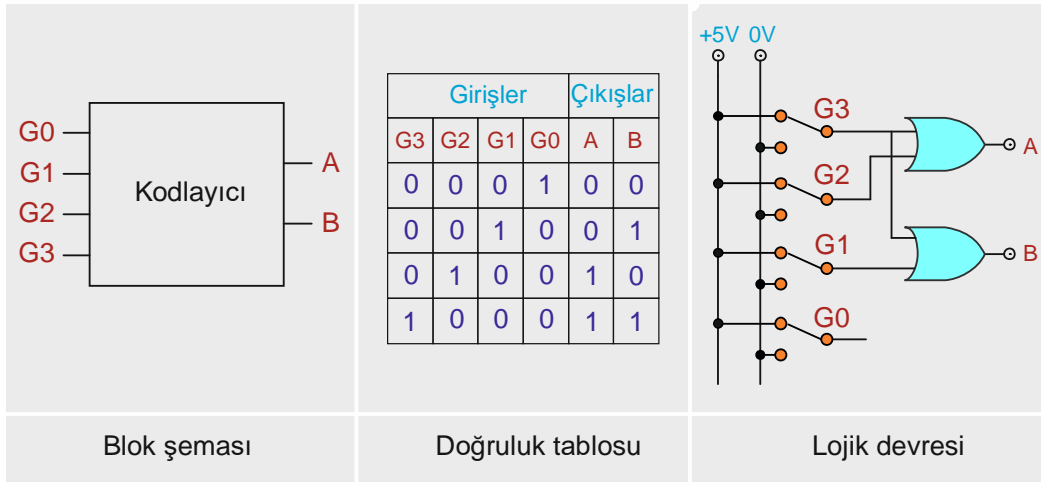 G0
G1
G2
G3
Kodlayıcı
A
B
Blok şeması
Girişler Çıkışlar
G3 G2 G1 G0 A B
0 0 0 1 0 0
0 0 1 0 0 1
0 1 0 0 1 0
1 0 0 0 1 1
Doğruluk tablosu
+5V 0V
G3
A
G2
G1
B
G0
Lojik devresi